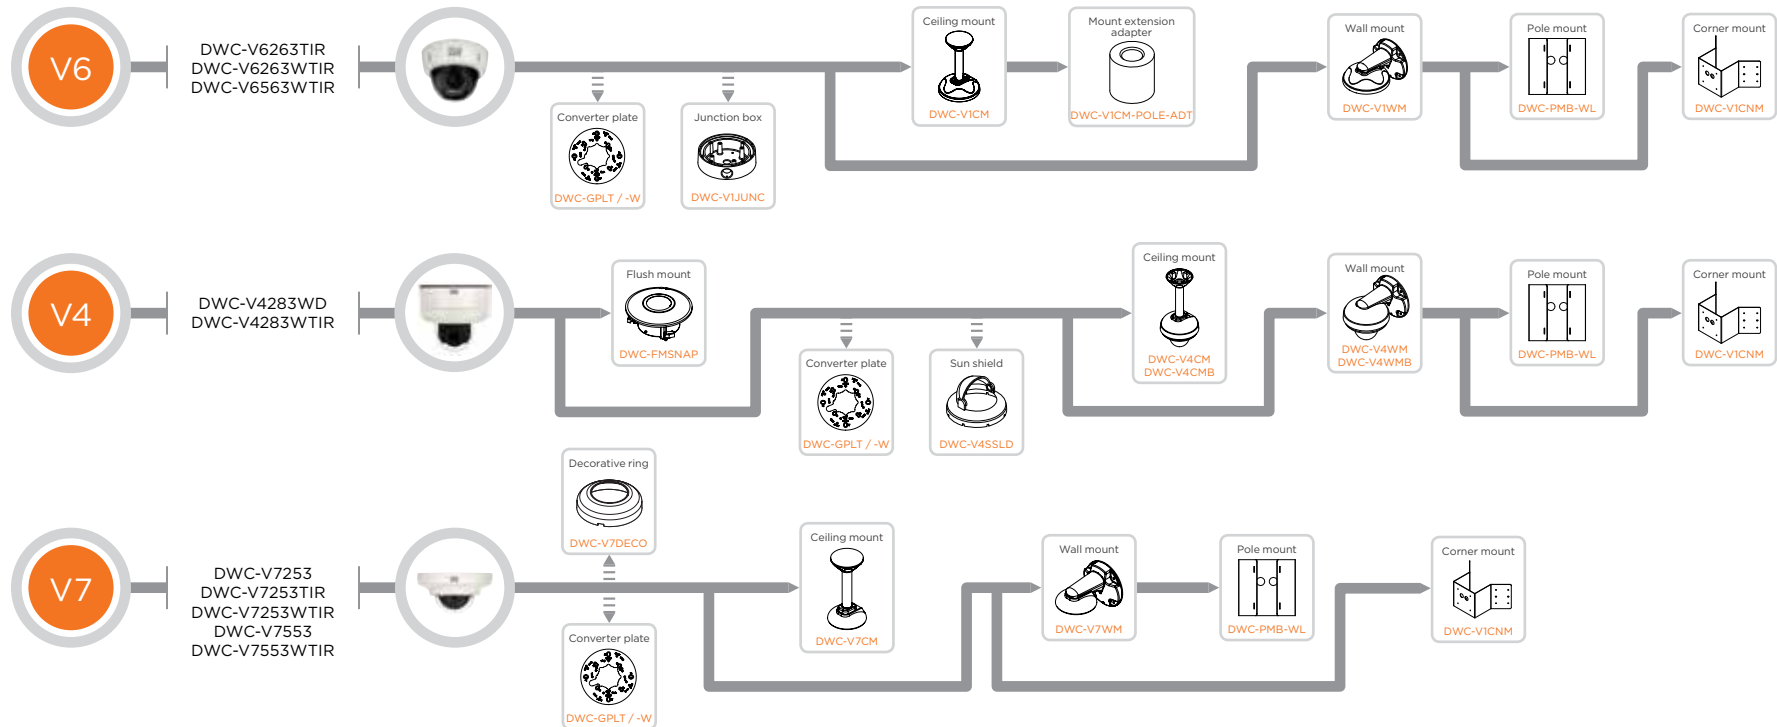 V6
DWC-V6263TIR
DWC-V6263WTIR
DWC-V6563WTIR
Converter plate
DWC-GPLT / -W
Junction box
DWC-V1JUNC
Ceiling mount
DWC-V1CM
Mount extension
adapter
DWC-V1CM-POLE-ADT
Wall mount
DWC-V1WM
Pole mount
DWC-PMB-WL
Corner mount
DWC-V1CNM
V4
DWC-V4283WD
DWC-V4283WTIR
Flush mount
DWC-FMSNAP
Converter plate
DWC-GPLT / -W
Sun shield
DWC-V4SSLD
Ceiling mount
DWC-V4CM
DWC-V4CMB
Wall mount
DWC-V4WM
DWC-V4WMB
Pole mount
DWC-PMB-WL
Corner mount
DWC-V1CNM
V7
DWC-V7253
DWC-V7253TIR
DWC-V7253WTIR
DWC-V7553
DWC-V7553WTIR
Decorative ring
DWC-V7DECO
Converter plate
DWC-GPLT / -W
Ceiling mount
DWC-V7CM
Wall mount
DWC-V7WM
Pole mount
DWC-PMB-WL
Corner mount
DWC-V1CNM